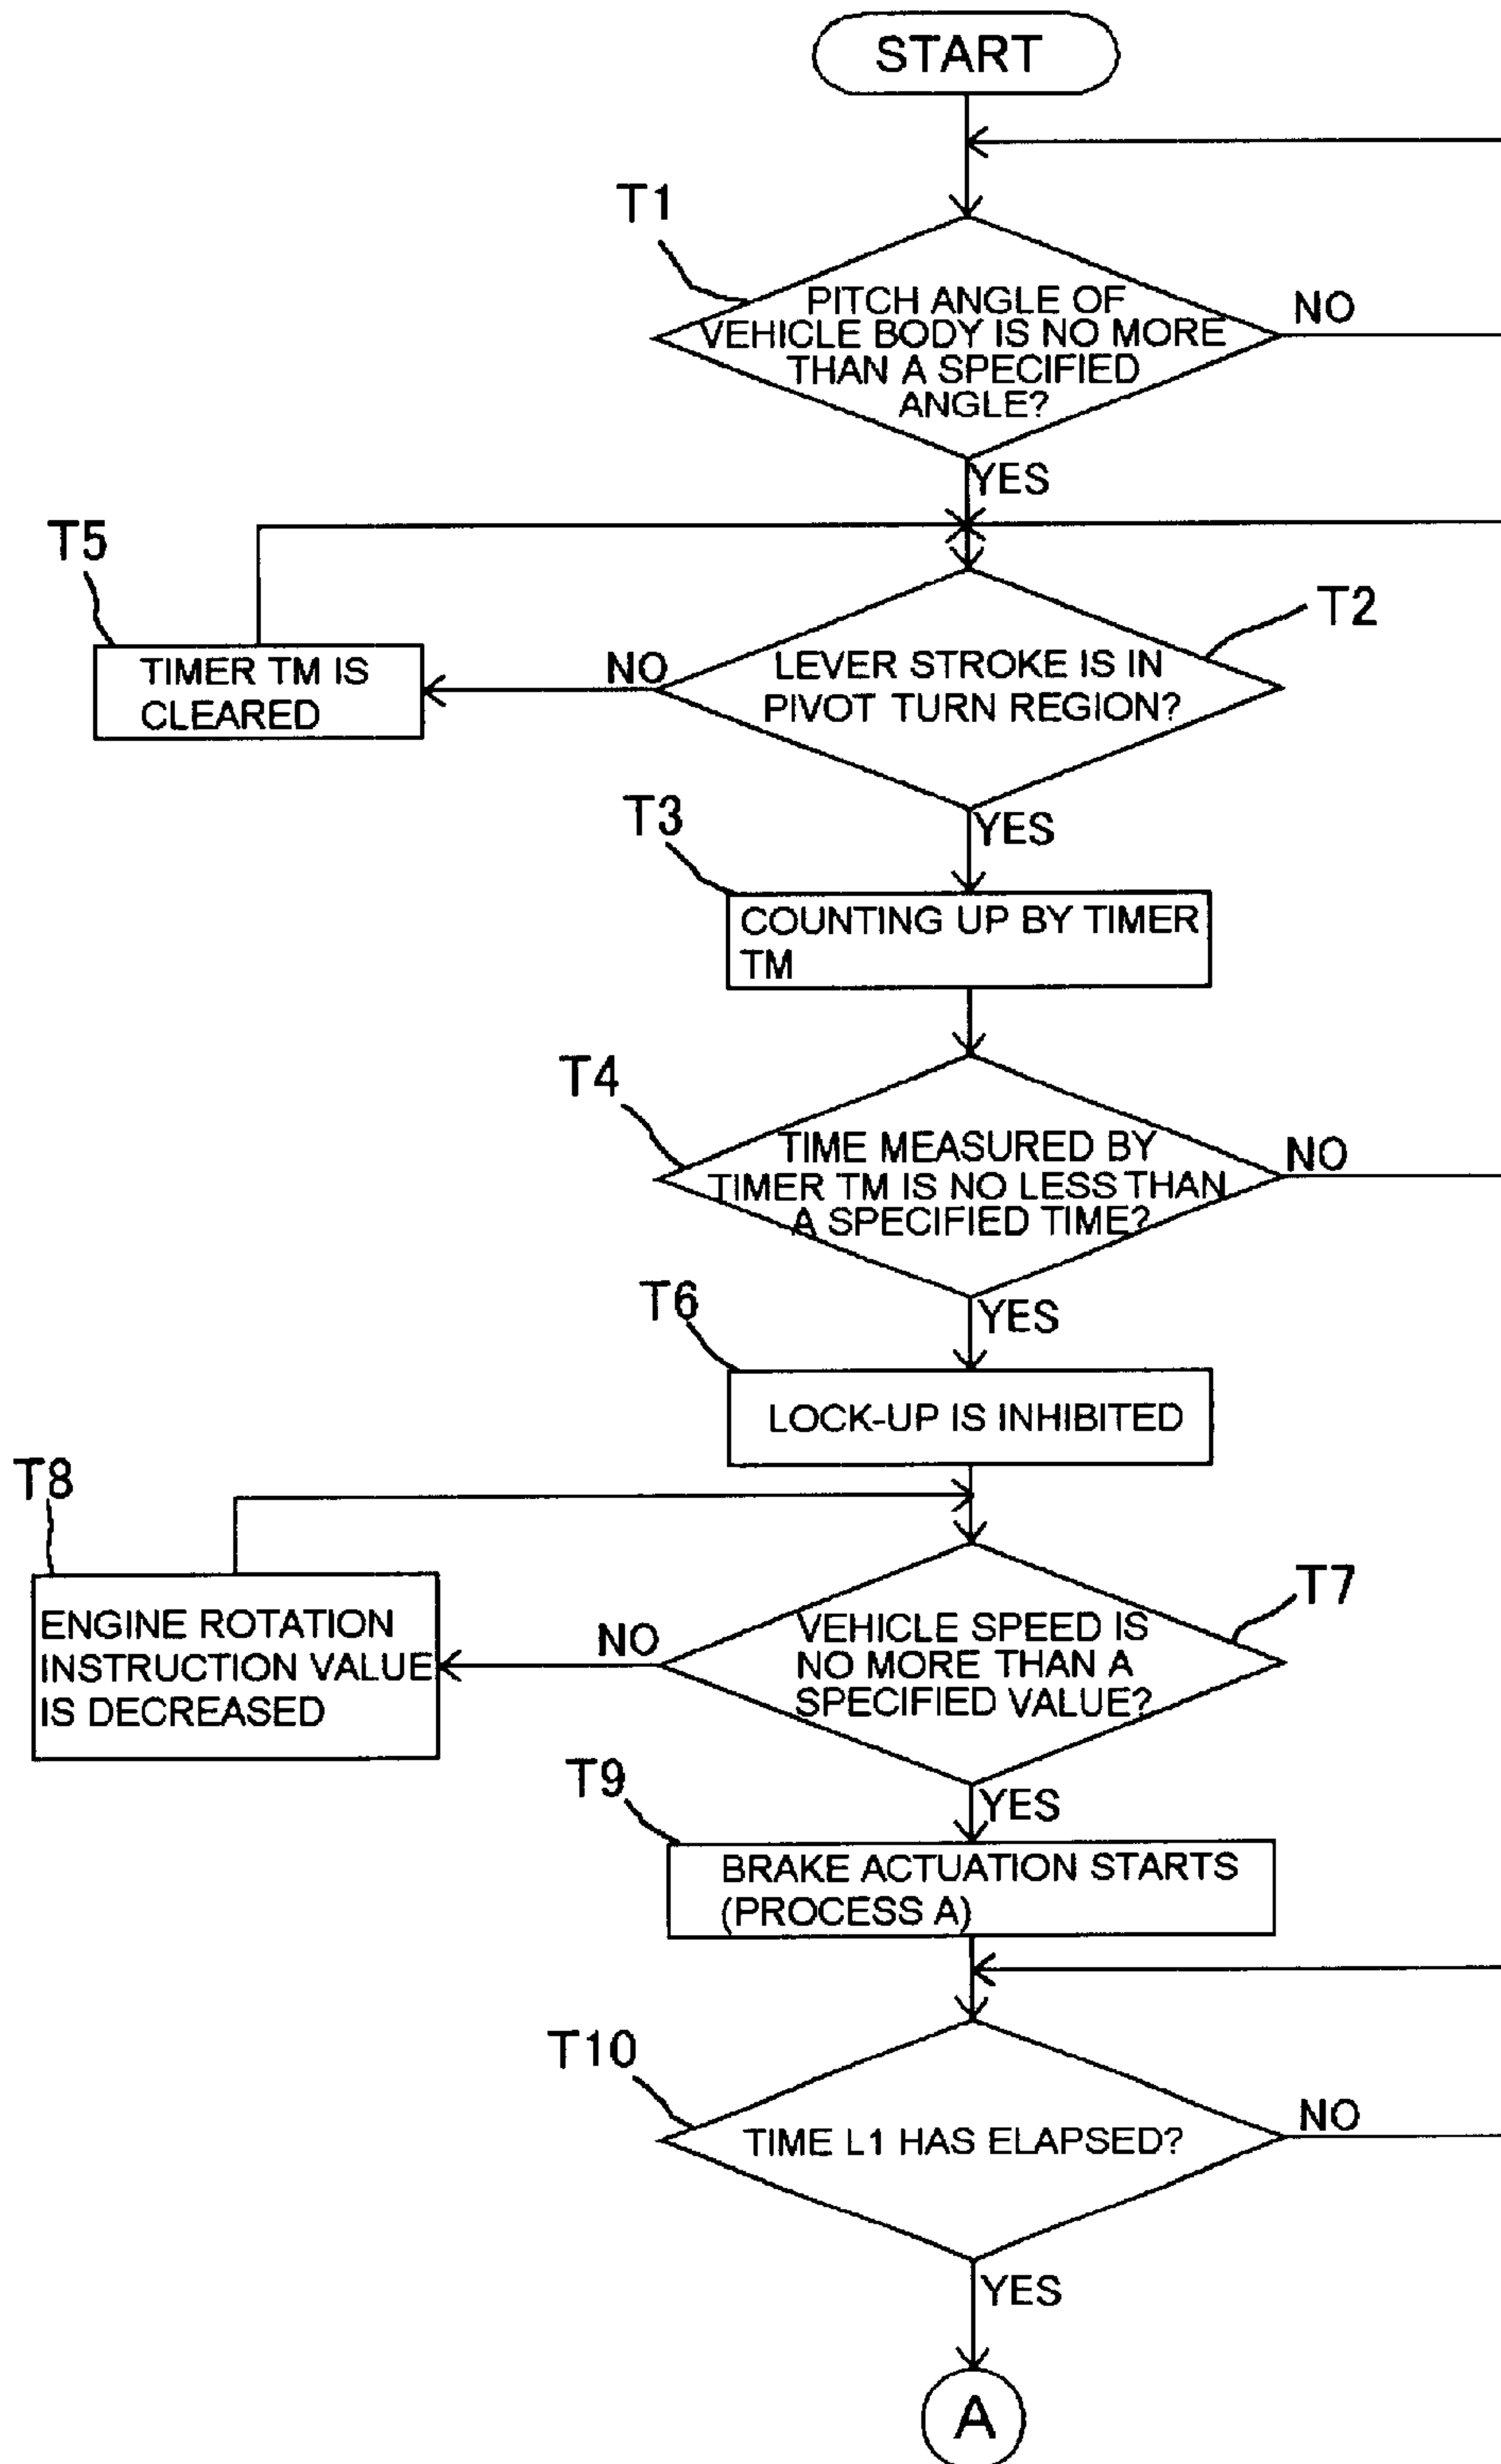 START
T1
PITCH ANGLE OF
VEHICLE BODY IS NO MORE
THAN A SPECIFIED
ANGLE?
NO
YES
T5
TIMER TM IS
CLEARED
NO
T2
LEVER STROKE IS IN
PIVOT TURN REGION?
YES
T3
COUNTING UP BY TIMER
TM
T4
TIME MEASURED BY
TIMER TM IS NO LESS THAN
A SPECIFIED TIME?
NO
YES
T6
LOCK-UP IS INHIBITED
T8
ENGINE ROTATION
INSTRUCTION VALUE
IS DECREASED
NO
T7
VEHICLE SPEED IS
NO MORE THAN A
SPECIFIED VALUE?
YES
T9
BRAKE ACTUATION STARTS
(PROCESS A)
T10
TIME L1 HAS ELAPSED?
NO
YES
A